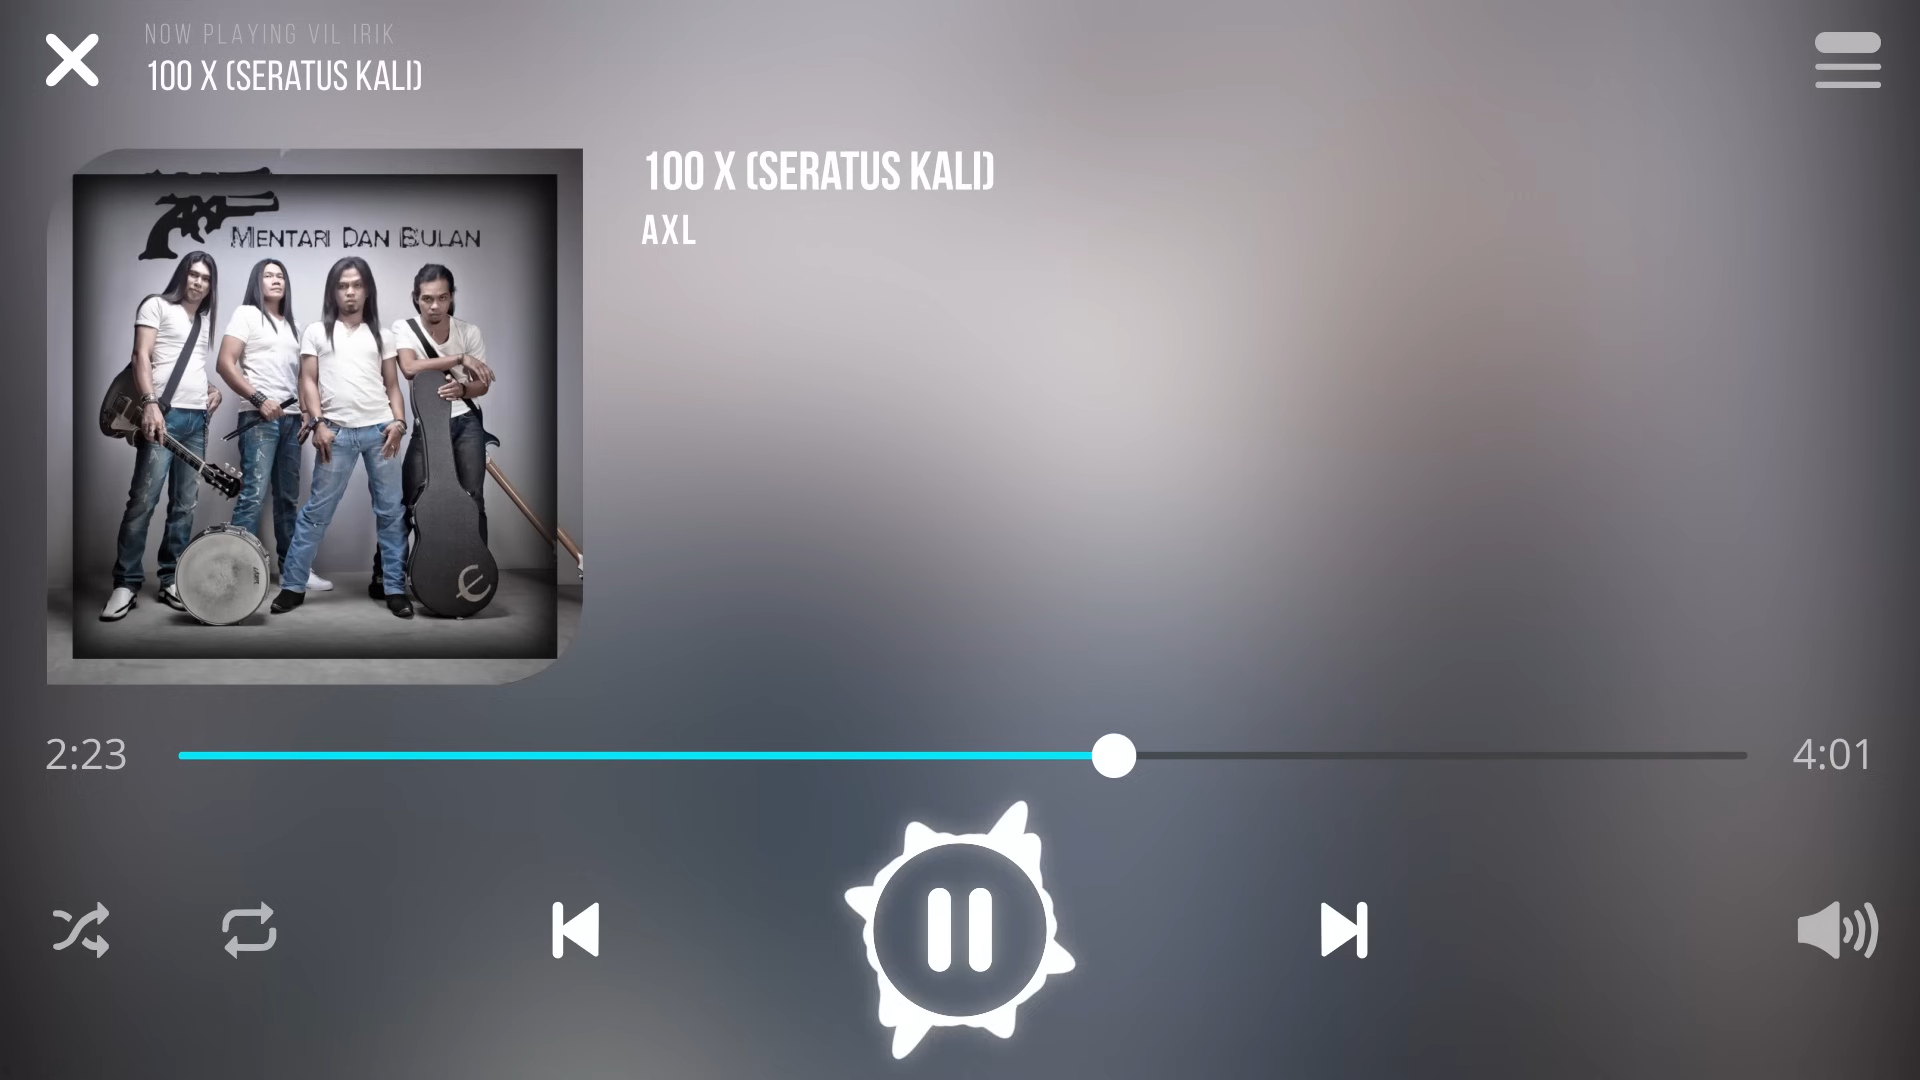 NOW PLAYING VIL IRIK
100 X (SERATUS KALI)
100 X (SERATUS KALI)
AXL
MENTARI DAN BULAN
2:23
4:01